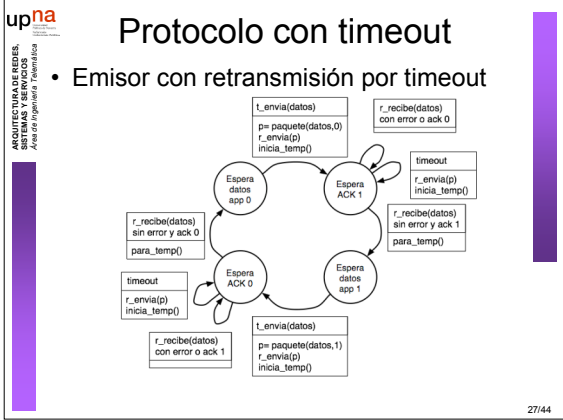 upna
Protocolo con timeout
ARQUITECTURA DE REDES,
SISTEMAS Y SERVICIOS
Área de Ingeniería Telemática
• Emisor con retransmisión por timeout
t_envia(datos)
p= paquete(datos,0)
r_envia(p)
inicia_temp()
r_recibe(datos)
con error o ack 0
timeout
r_envia(p)
inicia_temp()
Espera
datos
app 0
Espera
ACK 1
r_recibe(datos)
sin error y ack 0
para_temp()
r_recibe(datos)
sin error y ack 1
para_temp()
timeout
r_envia(p)
inicia_temp()
Espera
ACK 0
Espera
datos
app 1
r_recibe(datos)
con error o ack 1
t_envia(datos)
p= paquete(datos,1)
r_envia(p)
inicia_temp()
27/44